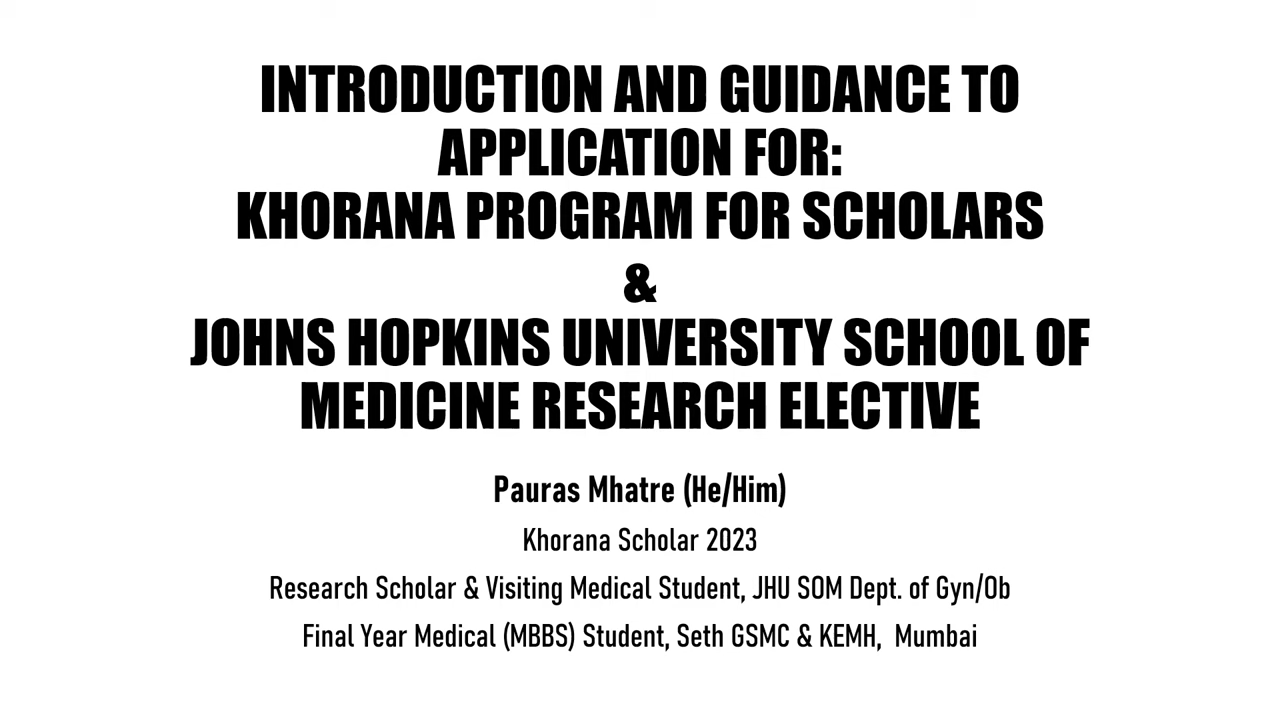 INTRODUCTION AND GUIDANCE TO
APPLICATION FOR:
KHORANA PROGRAM FOR SCHOLARS
&
JOHNS HOPKINS UNIVERSITY SCHOOL OF
MEDICINE RESEARCH ELECTIVE
Pauras Mhatre (He/Him)
Khorana Scholar 2023
Research Scholar & Visiting Medical Student, JHU SOM Dept. of Gyn/Ob
Final Year Medical (MBBS) Student, Seth GSMC & KEMH, Mumbai